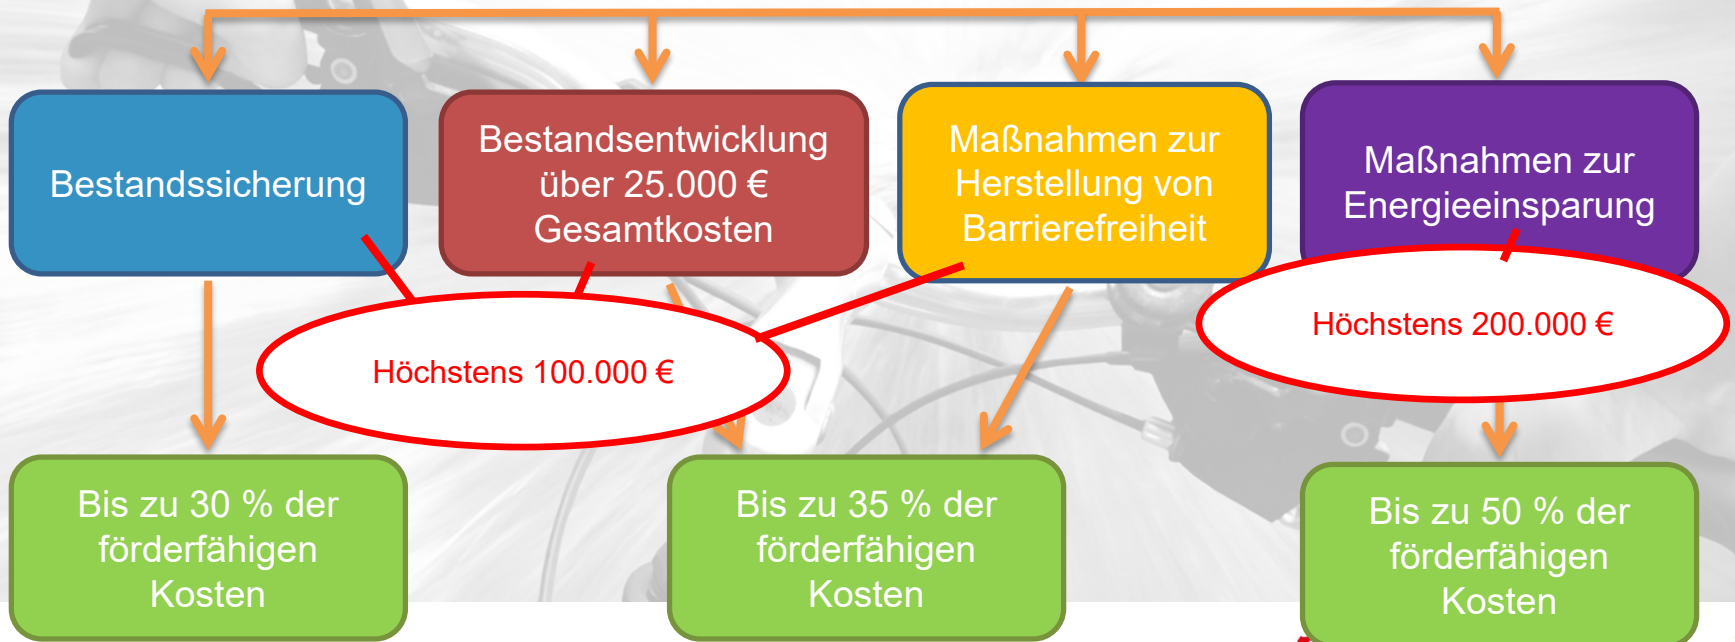 Bestandssicherung
Bestandsentwicklung
über 25.000 €
Gesamtkosten
Maßnahmen zur
Herstellung von
Barrierefreiheit
Maßnahmen zur
Energieeinsparung
Höchstens 100.000 €
Höchstens 200.000 €
Bis zu 30 % der
förderfähigen
Kosten
Bis zu 35 % der
förderfähigen
Kosten
Bis zu 50 % der
förderfähigen
Kosten